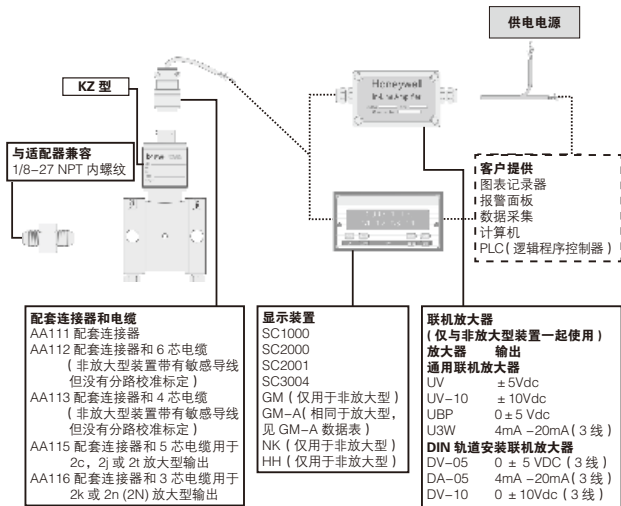 供电电源
KZ 型
Honeywell
In-Line Amplifier
与适配器兼容
1/8–27 NPT 内螺纹
客户提供
图表记录器
报警面板
数据采集
计算机
PLC ( 逻辑程序控制器 )
配套连接器和电缆
AA111 配套连接器
AA112 配套连接器和 6 芯电缆
( 非放大型装置带有敏感导线
但没有分路校准标定 )
AA113 配套连接器和 4 芯电缆
( 非放大型装置带有敏感导线
但没有分路校准标定 )
AA115 配套连接器和 5 芯电缆用于
2c，2j 或 2t 放大型输出
AA116 配套连接器和 3 芯电缆用于
2k 或 2n (2N) 放大型输出
显示装置
SC1000
SC2000
SC2001
SC3004
GM ( 仅用于非放大型 )
GM-A( 相同于放大型，
见 GM-A 数据表 )
NK ( 仅用于非放大型 )
HH ( 仅用于非放大型 )
联机放大器
( 仅与非放大型装置一起使用 )
放大器 输出
通用联机放大器
UV ± 5Vdc
UV–10 ± 10Vdc
UBP 0 ± 5 Vdc
U3W 4mA –20mA ( 3 线 )
DIN 轨道安装联机放大器
DV–05 0 ± 5 VDC ( 3 线 )
DA–05 4mA –20mA ( 3 线 )
DV–10 0 ± 10Vdc ( 3 线 )